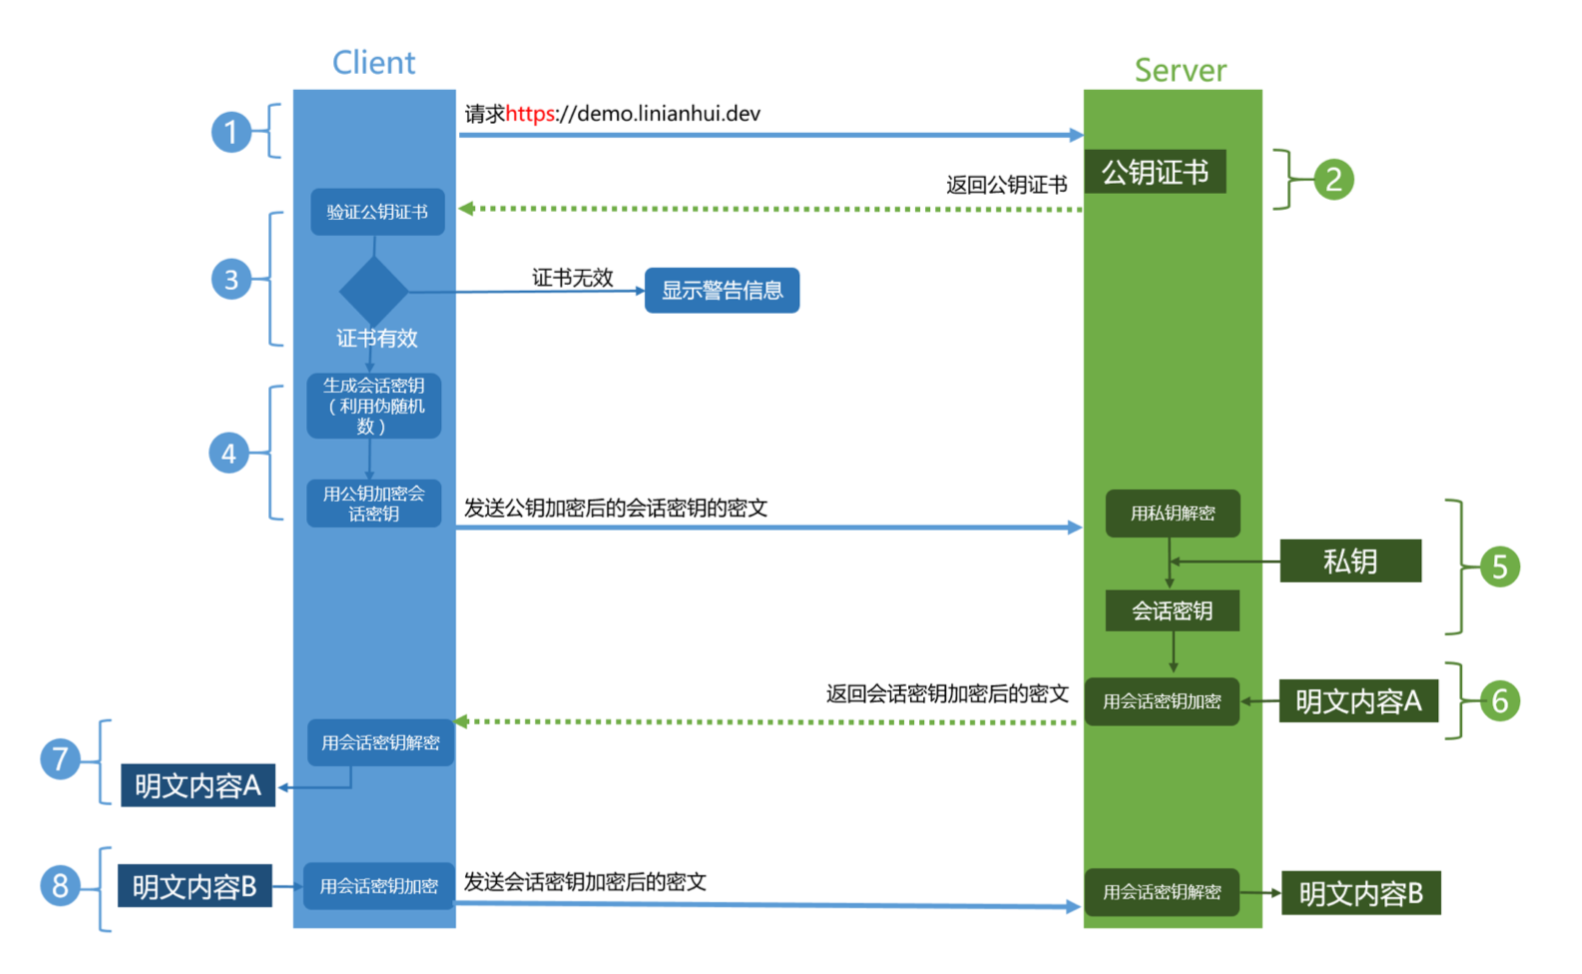 Client
Server
1
请求https://demo.linianhui.dev
公钥证书
2
返回公钥证书
验证公钥证书
3
证书无效
显示警告信息
证书有效
生成会话密钥
（利用伪随机
数）
4
用公钥加密会
话密钥
发送公钥加密后的会话密钥的密文
用私钥解密
私钥
5
会话密钥
返回会话密钥加密后的密文
用会话密钥加密
明文内容A
6
用会话密钥解密
7
明文内容A
8
明文内容B
用会话密钥加密
发送会话密钥加密后的密文
用会话密钥解密
明文内容B